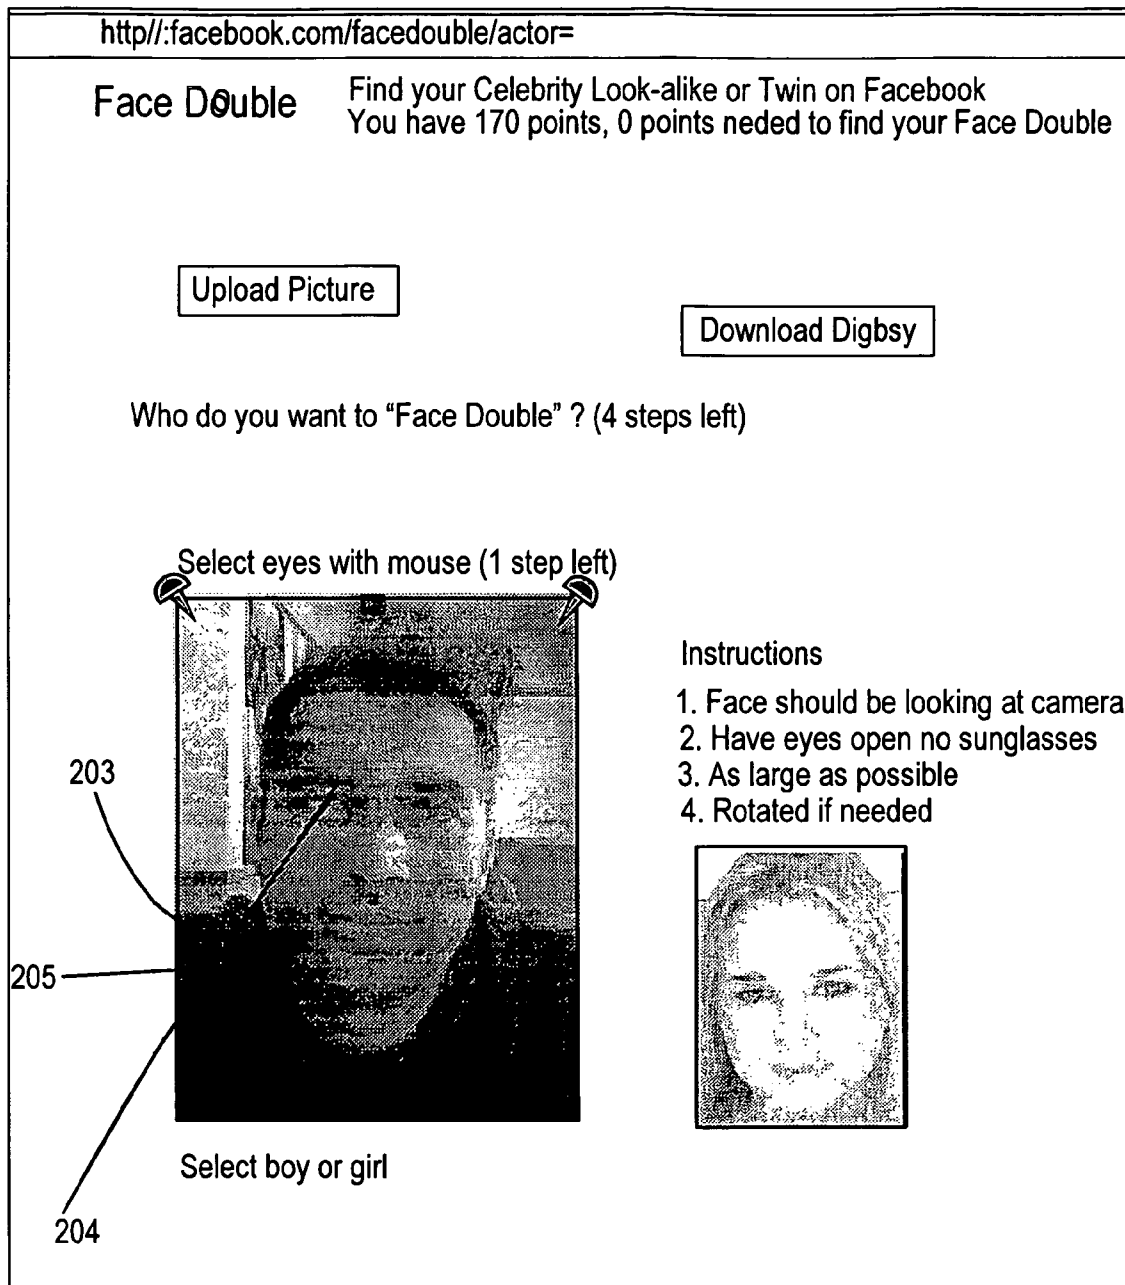 http//:facebook.com/facedouble/actor=
Face Double
Find your Celebrity Look-alike or Twin on Facebook
You have 170 points, 0 points neded to find your Face Double
Upload Picture
Download Digbsy
Who do you want to “Face Double” ? (4 steps left)
Select eyes with mouse (1 step left)
Instructions
1. Face should be looking at camera
2. Have eyes open no sunglasses
3. As large as possible
4. Rotated if needed
203
205
Select boy or girl
204